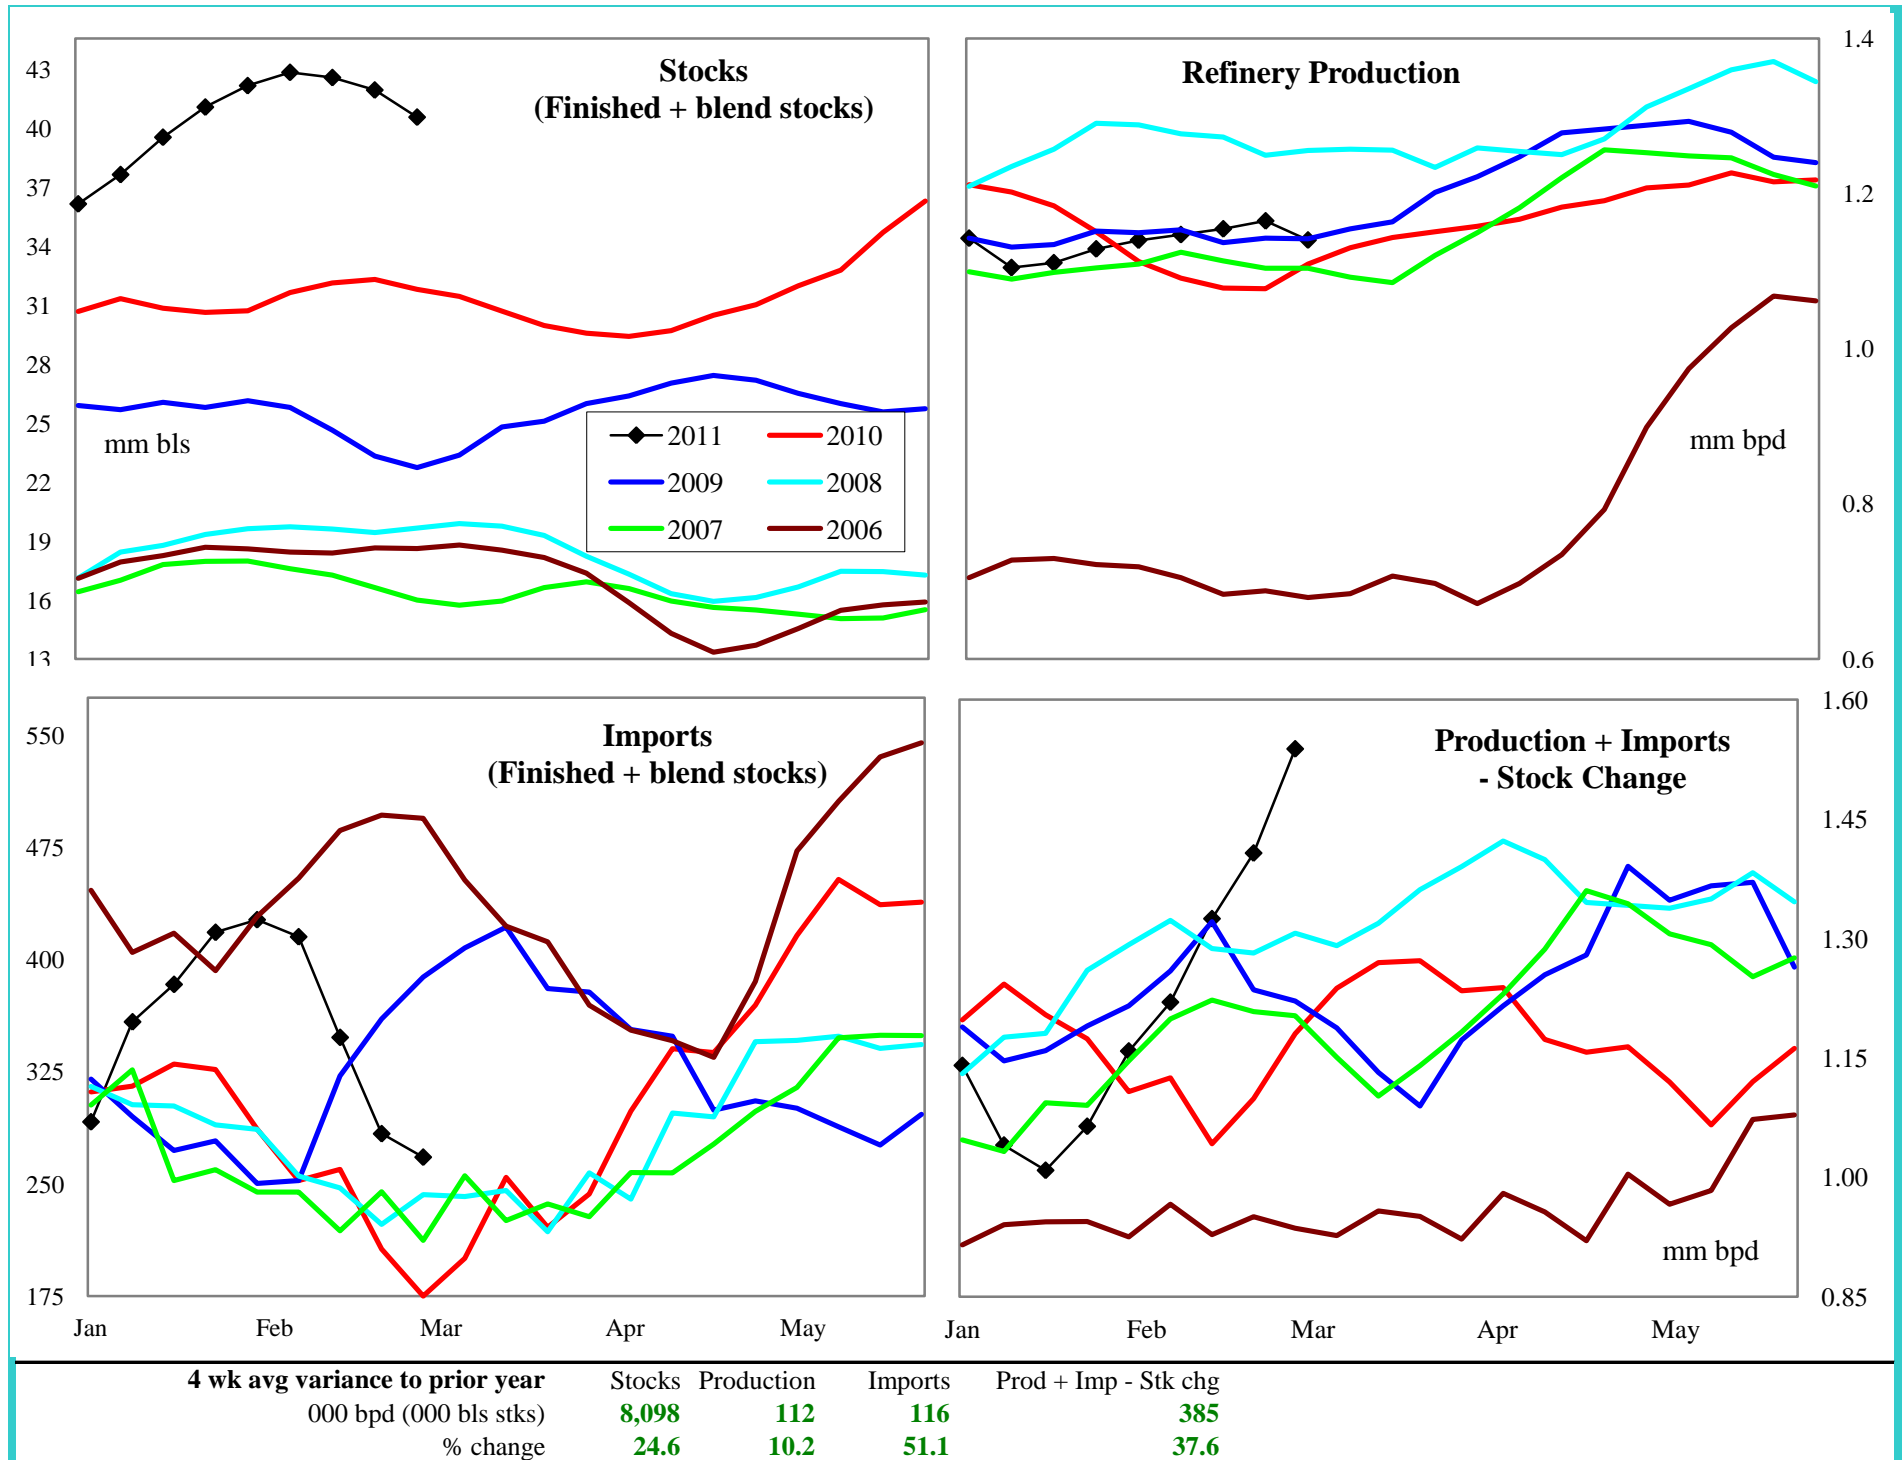 Stocks
(Finished + blend stocks)
43
40
37
34
31
28
25
22
19
16
13
mm bls
2011 2010
2009 2008
2007 2006
Refinery Production
1.4
1.2
1.0
0.8
0.6
mm bpd
Imports
(Finished + blend stocks)
550
475
400
325
250
175
Jan Feb Mar Apr May
Production + Imports
- Stock Change
1.60
1.45
1.30
1.15
1.00
0.85
mm bpd
Jan Feb Mar Apr May
4 wk avg variance to prior year Stocks Production Imports Prod + Imp - Stk chg
000 bpd (000 bls stks) 8,098 112 116 385
% change 24.6 10.2 51.1 37.6